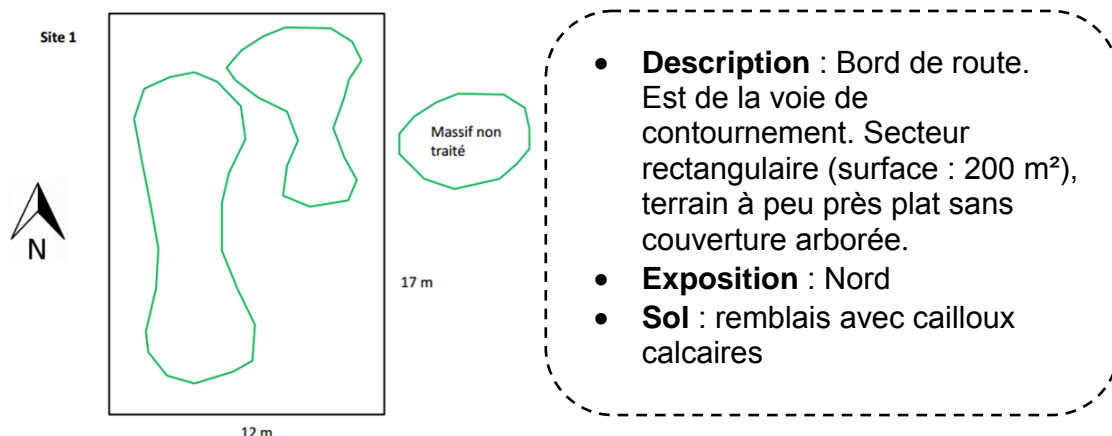 Site 1
Massif non
traité
N
17 m
12 m
• Description : Bord de route.
Est de la voie de
contournement. Secteur
rectangulaire (surface : 200 m²),
terrain à peu près plat sans
couverture arborée.
• Exposition : Nord
• Sol : remblais avec cailloux
calcaires